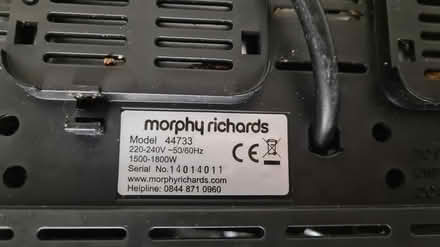 morphy richards
Model 44733
220-240V ~50/60Hz
1500-1800W
Serial No. 14014011
www.morphyrichards.com
Helpline: 0844 871 0960
CE